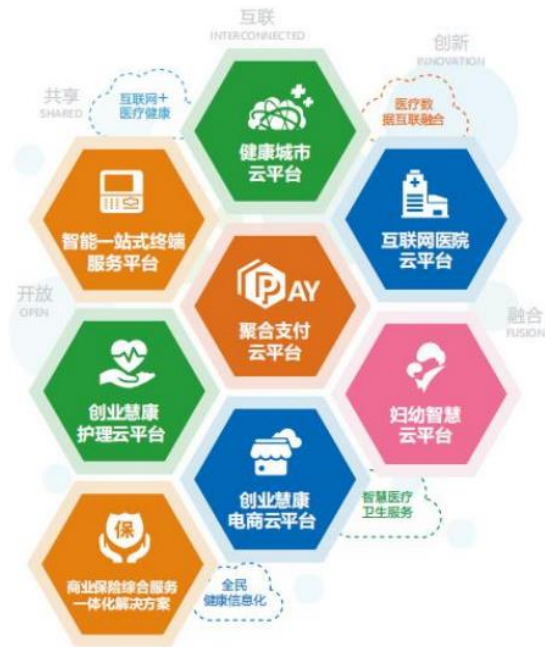 互联
INTERCONNECTED
创新
INNOVATION
共享
SHARED
互联网+
医疗健康
医疗数
据互联融合
健康城市
云平台
智能一站式终端
服务平台
互联网医院
云平台
PAY
聚合支付
云平台
开放
OPEN
融合
FUSION
创业慧康
护理云平台
妇幼智慧
云平台
创业慧康
电商云平台
智慧医疗
卫生服务
保
商业保险综合服务
一体化解决方案
全民
健康信息化